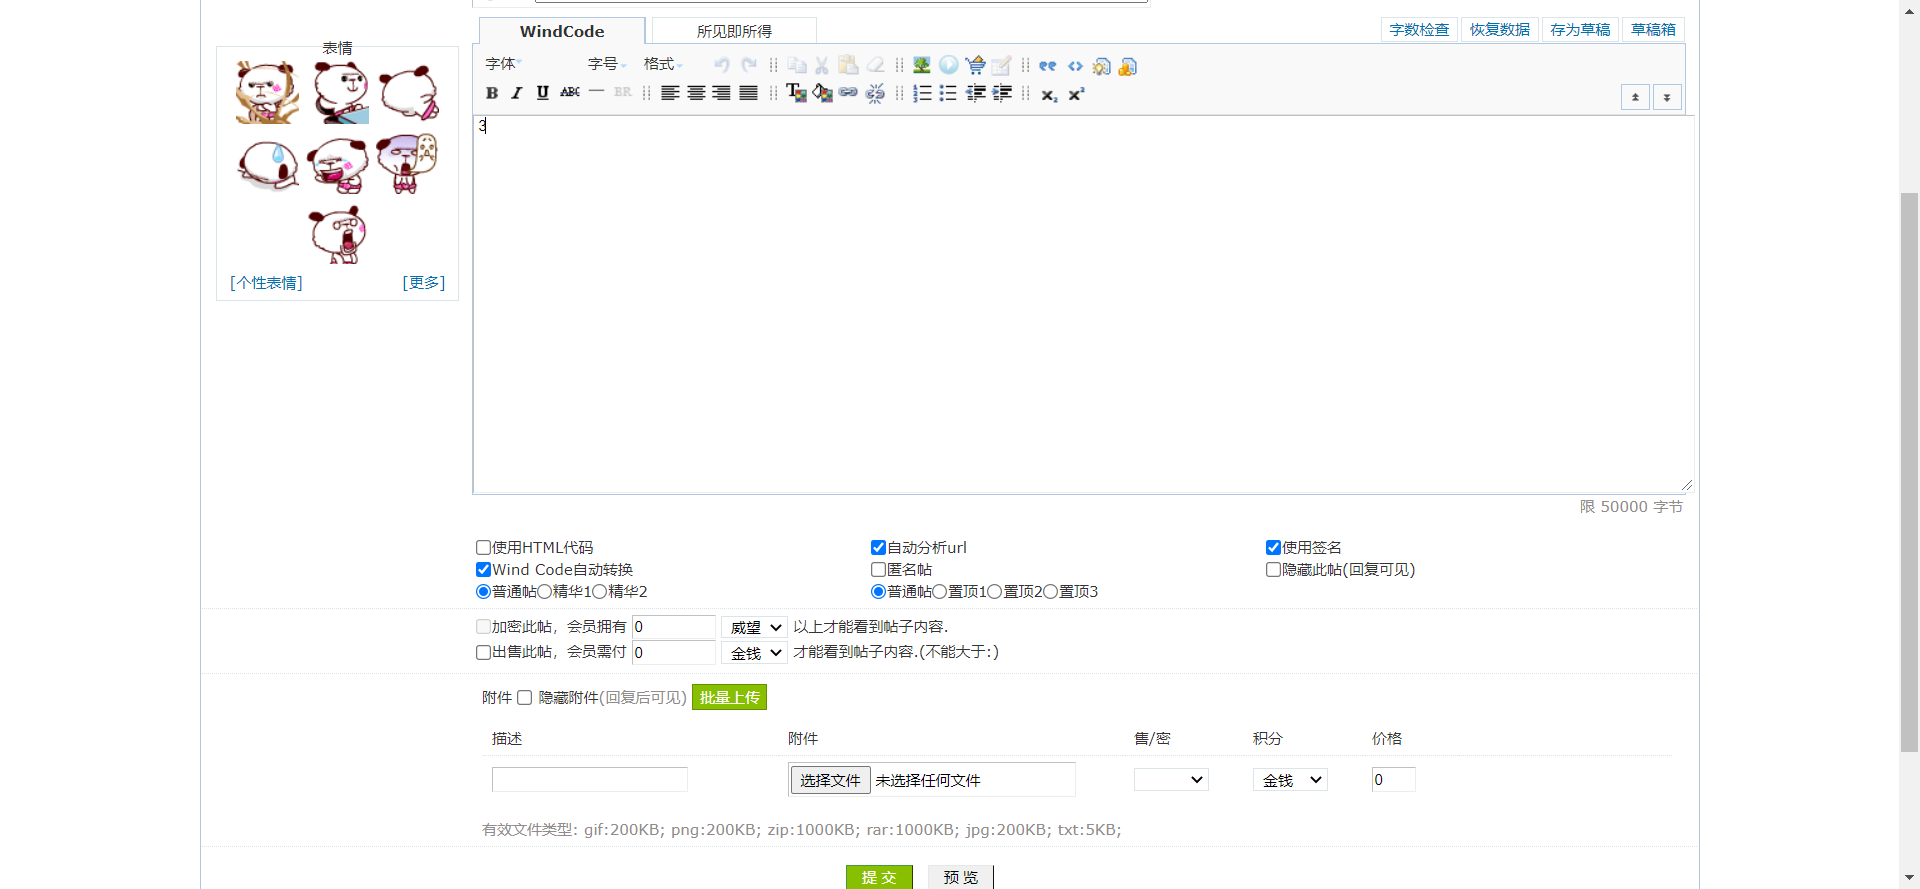 WindCode
所见即所得
字数检查
恢复数据
存为草稿
草稿箱
表情
字体
字号
格式
B I U ABC BR
3
[个性表情]
[更多]
限 50000 字节
使用HTML代码
自动分析url
使用签名
Wind Code自动转换
匿名帖
隐藏此帖(回复可见)
普通帖 精华1 精华2
普通帖 置顶1 置顶2 置顶3
加密此帖，会员拥有 0 威望 以上才能看到帖子内容.
出售此帖，会员需付 0 金钱 才能看到帖子内容.(不能大于:)
附件 隐藏附件(回复后可见) 批量上传
描述 附件 售/密 积分 价格
选择文件 未选择任何文件 金钱 0
有效文件类型: gif:200KB; png:200KB; zip:1000KB; rar:1000KB; jpg:200KB; txt:5KB;
提 交 预 览